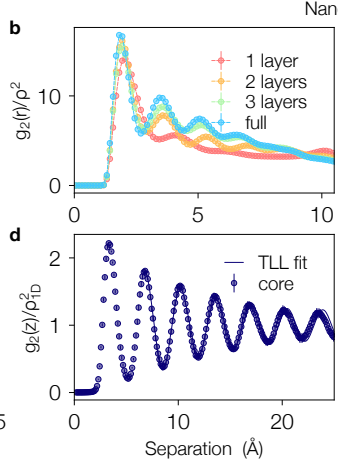 Nan
b
1 layer
2 layers
3 layers
full
10
0
g2(r)/ρ²
0 5 10
d
TLL fit
core
2
1
0
g2(z)/ρ²1D
5
0 10 20
Separation (Å)